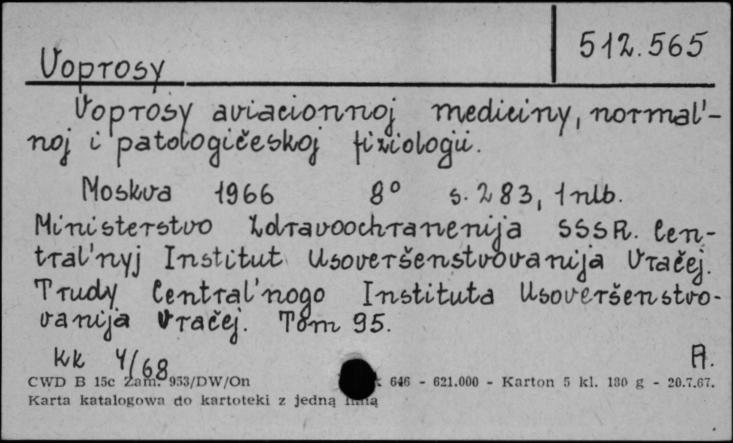 512.565
Voprosy
Voprosy aviacionnoj mediciny, normal'-
noj i patologičeskoj fiziologii.
Moskva 1966 8° s. 283, 1 nlb.
Ministerstvo Zdravoochranenija SSSR. Cen-
tral'nyj Institut Usoveršenstvovanija Vračej.
Trudy Central'nogo Instituta Usoveršenstvo-
vanija Vračej. Tom 95.
KK 4/68 A.
CWD B 15c Zam. 953/DW/On 646 - 621.000 - Karton 5 kl. 180 g - 20.7.67.
Karta katalogowa do kartoteki z jedną linią